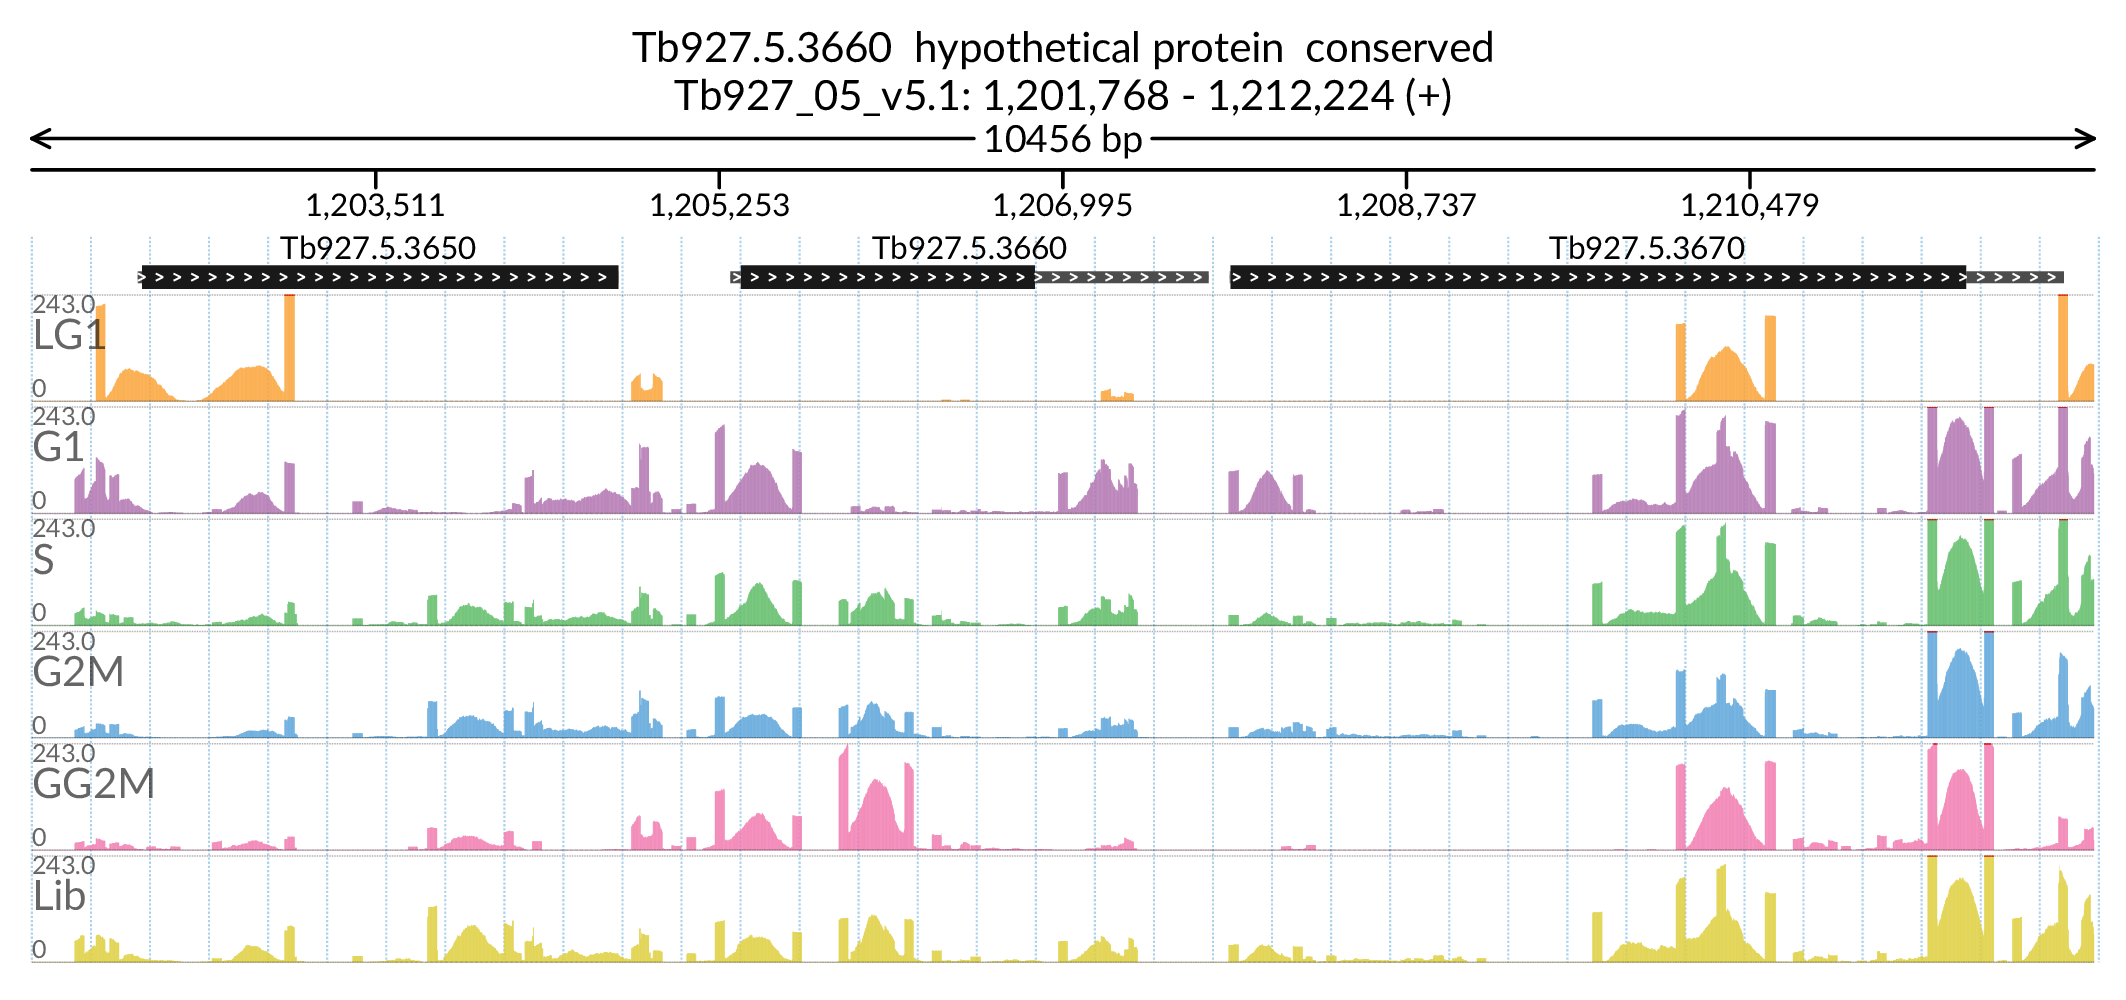 Tb927.5.3660 hypothetical protein conserved
Tb927_05_v5.1: 1,201,768 - 1,212,224 (+)
10456 bp
1,203,511 1,205,253 1,206,995 1,208,737 1,210,479
Tb927.5.3650 Tb927.5.3660 Tb927.5.3670
243.0
LG1
0
243.0
G1
0
243.0
S
0
243.0
G2M
0
243.0
GG2M
0
243.0
Lib
0